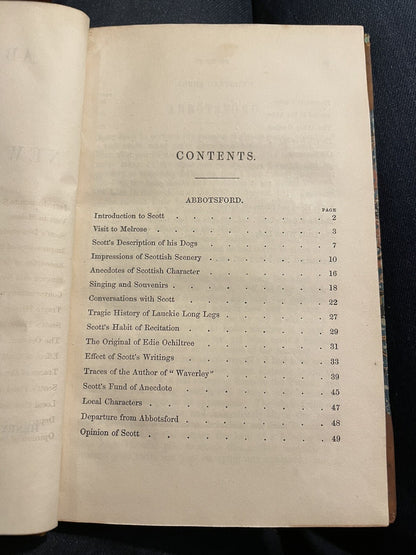 CONTENTS.
ABBOTSFORD.
PAGE
Introduction to Scott . . . . . . . . . 2
Visit to Melrose . . . . . . . . . . 3
Scott's Description of his Dogs . . . . . . . 7
Impressions of Scottish Scenery . . . . . . . 10
Anecdotes of Scottish Character . . . . . . . 16
Singing and Souvenirs . . . . . . . . . 18
Conversations with Scott . . . . . . . . 22
Tragic History of Lauckie Long Legs . . . . . . 27
Scott's Habit of Recitation . . . . . . . . 29
The Original of Edie Ochiltree . . . . . . . 31
Effect of Scott's Writings . . . . . . . . 33
Traces of the Author of "Waverley" . . . . . . 39
Scott's Fund of Anecdote . . . . . . . . 45
Local Characters . . . . . . . . . . 47
Departure from Abbotsford . . . . . . . . 48
Opinion of Scott . . . . . . . . . . 49